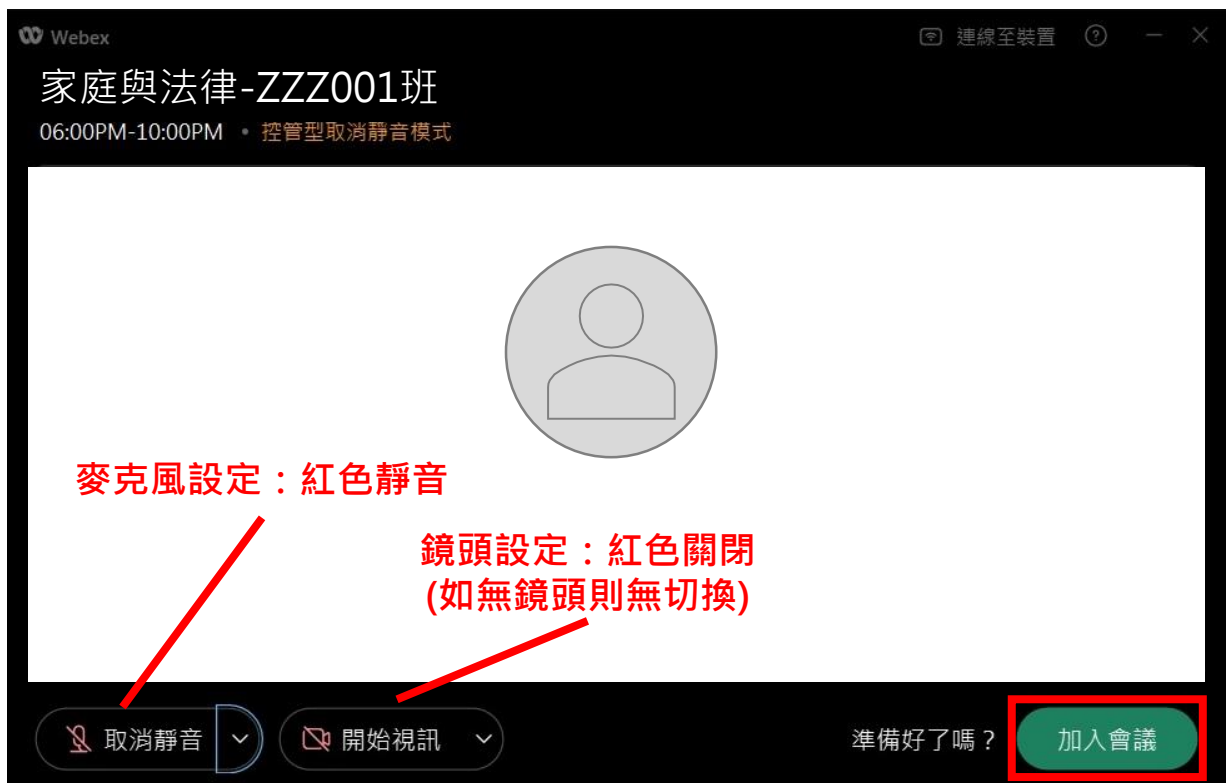 Webex
連線至裝置
家庭與法律-ZZZ001班
06:00PM-10:00PM • 控管型取消靜音模式
麥克風設定：紅色靜音
鏡頭設定：紅色關閉
(如無鏡頭則無切換)
取消靜音
開始視訊
準備好了嗎？
加入會議